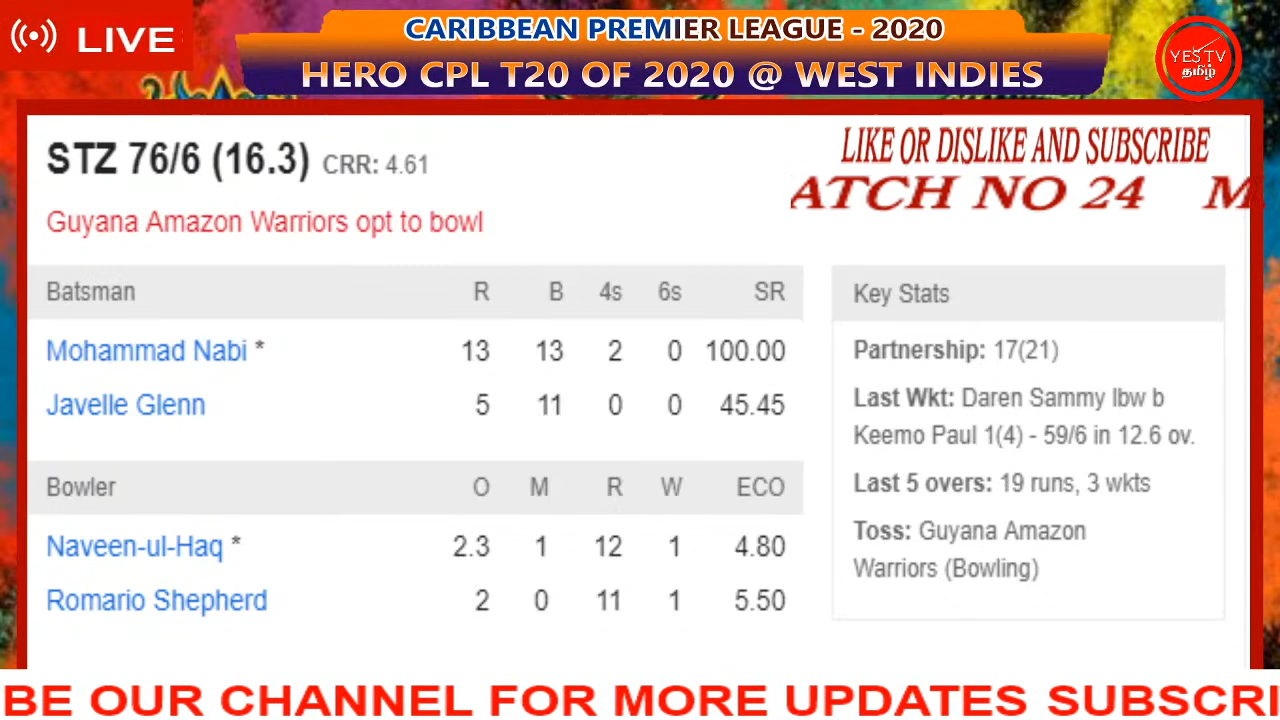 ((•)) LIVE
CARIBBEAN PREMIER LEAGUE - 2020
HERO CPL T20 OF 2020 @ WEST INDIES
YES TV
தமிழ்
STZ 76/6 (16.3) CRR: 4.61
LIKE OR DISLIKE AND SUBSCRIBE
ATCH NO 24 M
Guyana Amazon Warriors opt to bowl
Batsman R B 4s 6s SR
Mohammad Nabi * 13 13 2 0 100.00
Javelle Glenn 5 11 0 0 45.45
Bowler O M R W ECO
Naveen-ul-Haq * 2.3 1 12 1 4.80
Romario Shepherd 2 0 11 1 5.50
Key Stats
Partnership: 17(21)
Last Wkt: Daren Sammy lbw b
Keemo Paul 1(4) - 59/6 in 12.6 ov.
Last 5 overs: 19 runs, 3 wkts
Toss: Guyana Amazon
Warriors (Bowling)
BE OUR CHANNEL FOR MORE UPDATES SUBSCRI